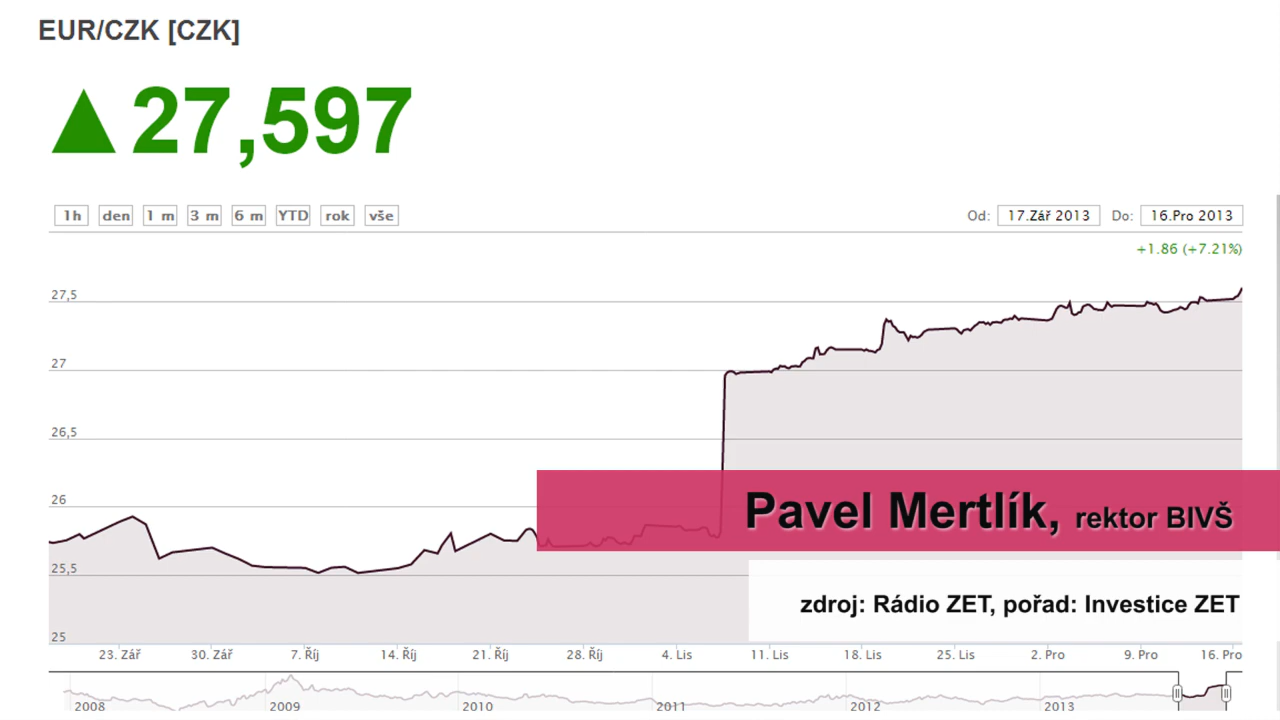 EUR/CZK [CZK]
▲27,597
1h den 1 m 3 m 6 m YTD rok vše Od: 17.Zář 2013 Do: 16.Pro 2013
+1.86 (+7.21%)
27,5
27
26,5
26
25,5
25
Pavel Mertlík, rektor BIVŠ
zdroj: Rádio ZET, pořad: Investice ZET
23. Zář 30. Zář 7. Říj 14. Říj 21. Říj 28. Říj 4. Lis 11. Lis 18. Lis 25. Lis 2. Pro 9. Pro 16. Pro
2008 2009 2010 2011 2012 2013